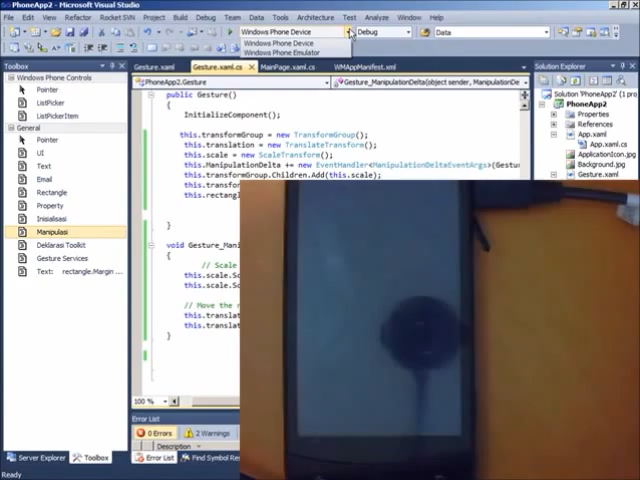 PhoneApp2 - Microsoft Visual Studio
File Edit View Refactor Rocket SVN Project Build Debug Team Data Tools Architecture Test Analyze Window Help
Windows Phone Device Debug Data
Windows Phone Device
Windows Phone Emulator
Toolbox
Windows Phone Controls
Pointer
ListPicker
ListPickerItem
General
Pointer
UI
Text
Email
Rectangle
Property
Inisialisasi
Manipulasi
Deklarasi Toolkit
Gesture Services
Text: rectangle.Margin ...
Gesture.xaml Gesture.xaml.cs MainPage.xaml.cs WMAppManifest.xml
PhoneApp2.Gesture Gesture_ManipulationDelta(object sender, ManipulationDe
public Gesture()
{
InitializeComponent();
this.transformGroup = new TransformGroup();
this.translation = new TranslateTransform();
this.scale = new ScaleTransform();
this.ManipulationDelta += new EventHandler<ManipulationDeltaEventArgs>(Gestu
this.transformGroup.Children.Add(this.scale);
this.transfo
this.rectang
}
void Gesture_Mani
{
// Scale
this.scale.Sc
this.scale.Sc
// Move the r
this.translat
this.translat
}
100 %
Error List
0 Errors 2 Warnings
Description
Error List Find Symbol Res
Solution Explorer
Solution 'PhoneApp2' (1 pro
PhoneApp2
Properties
References
App.xaml
App.xaml.cs
ApplicationIcon.png
Background.jpg
Gesture.xaml
Server Explorer Toolbox
Ready